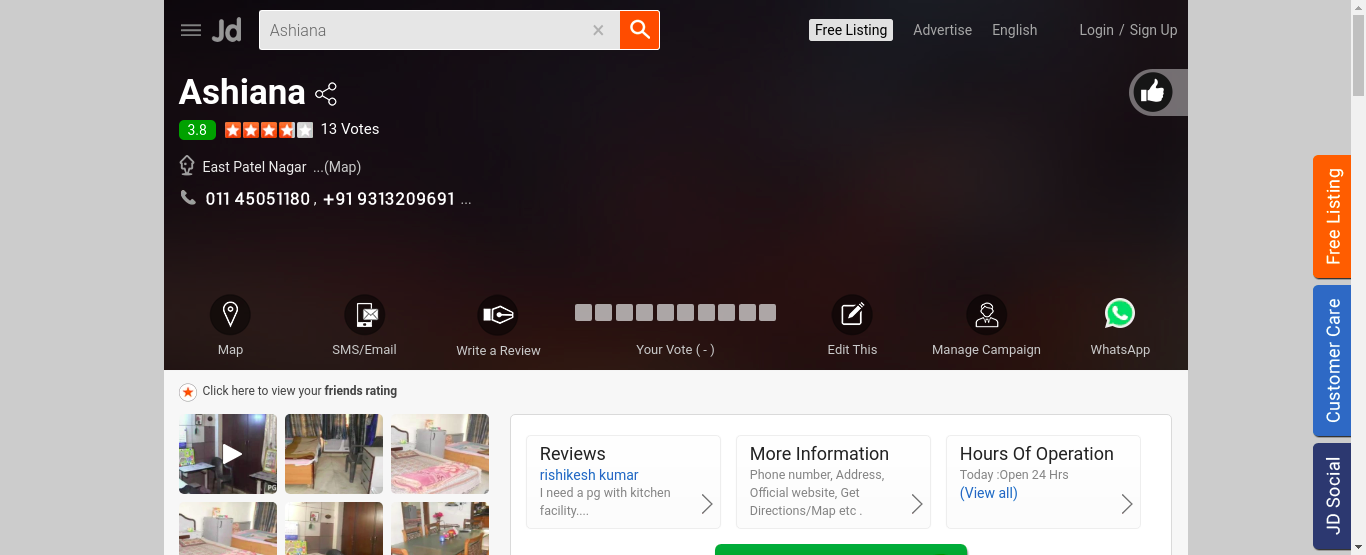 Jd
Ashiana
Free Listing
Advertise
English
Login / Sign Up
Ashiana
3.8 13 Votes
East Patel Nagar ...(Map)
011 45051180 , +91 9313209691 ...
Map
SMS/Email
Write a Review
Your Vote ( - )
Edit This
Manage Campaign
WhatsApp
Click here to view your friends rating
PG
Reviews
rishikesh kumar
I need a pg with kitchen
facility....
More Information
Phone number, Address,
Official website, Get
Directions/Map etc .
Hours Of Operation
Today :Open 24 Hrs
(View all)
Free Listing
Customer Care
JD Social